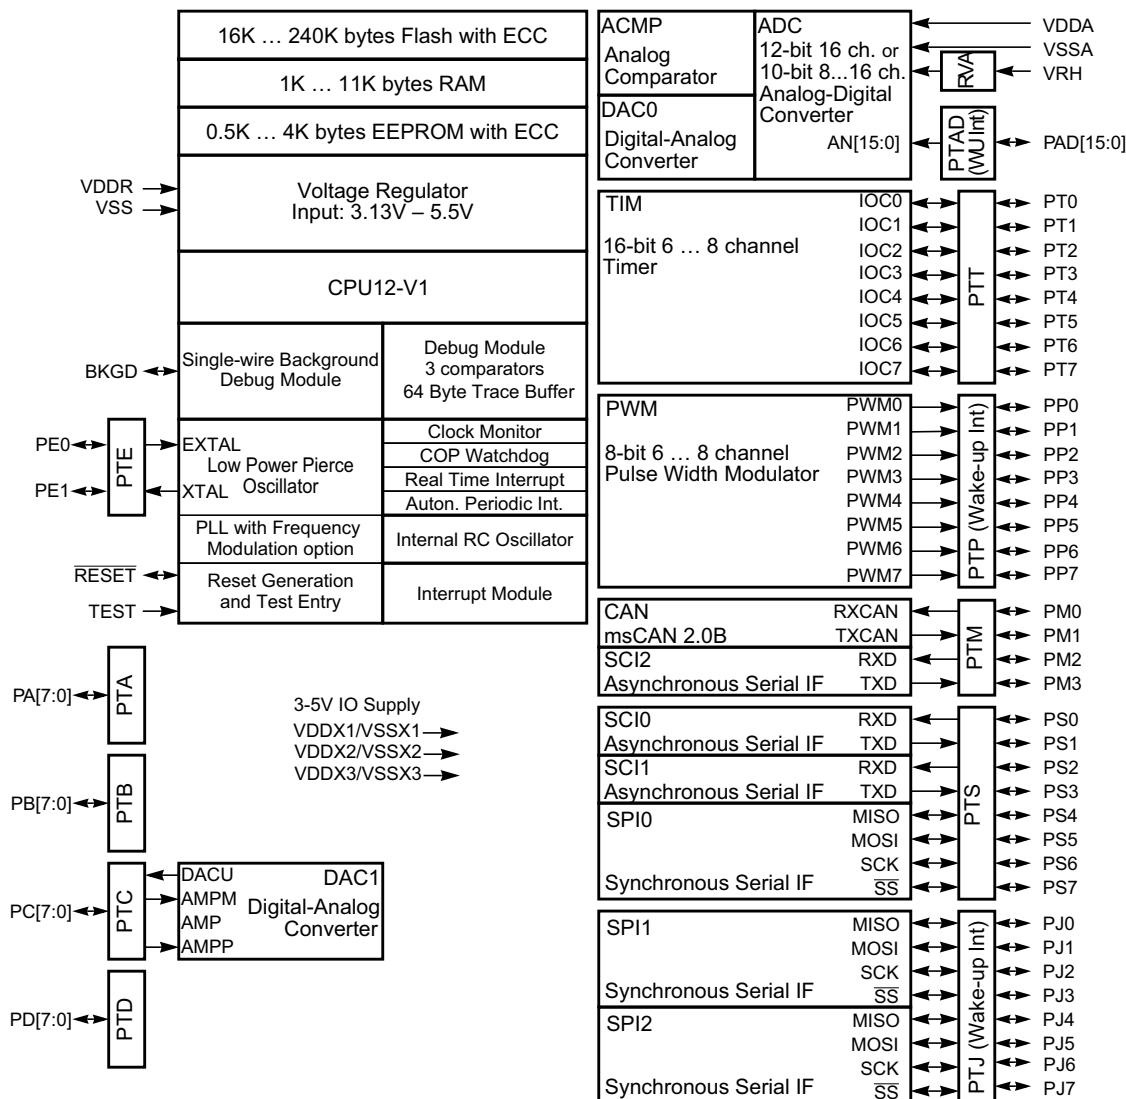 16K … 240K bytes Flash with ECC
1K … 11K bytes RAM
0.5K … 4K bytes EEPROM with ECC
VDDR
VSS
Voltage Regulator
Input: 3.13V – 5.5V
CPU12-V1
BKGD
Single-wire Background
Debug Module
Debug Module
3 comparators
64 Byte Trace Buffer
PE0
PE1
PTE
EXTAL
XTAL
Low Power Pierce
Oscillator
Clock Monitor
COP Watchdog
Real Time Interrupt
Auton. Periodic Int.
PLL with Frequency
Modulation option
Internal RC Oscillator
RESET
TEST
Reset Generation
and Test Entry
Interrupt Module
PA[7:0]
PTA
3-5V IO Supply
VDDX1/VSSX1
VDDX2/VSSX2
VDDX3/VSSX3
PB[7:0]
PTB
PC[7:0]
PTC
DACU
AMPM
AMP
AMPP
DAC1
Digital-Analog
Converter
PD[7:0]
PTD
ACMP
Analog
Comparator
DAC0
Digital-Analog
Converter
ADC
12-bit 16 ch. or
10-bit 8...16 ch.
Analog-Digital
Converter
AN[15:0]
RVA
VDDA
VSSA
VRH
PTAD
(WU Int)
PAD[15:0]
TIM
16-bit 6 … 8 channel
Timer
IOC0
IOC1
IOC2
IOC3
IOC4
IOC5
IOC6
IOC7
PTT
PT0
PT1
PT2
PT3
PT4
PT5
PT6
PT7
PWM
8-bit 6 … 8 channel
Pulse Width Modulator
PWM0
PWM1
PWM2
PWM3
PWM4
PWM5
PWM6
PWM7
PTP (Wake-up Int)
PP0
PP1
PP2
PP3
PP4
PP5
PP6
PP7
CAN
msCAN 2.0B
RXCAN
TXCAN
SCI2
Asynchronous Serial IF
RXD
TXD
PTM
PM0
PM1
PM2
PM3
SCI0
Asynchronous Serial IF
RXD
TXD
SCI1
Asynchronous Serial IF
RXD
TXD
SPI0
Synchronous Serial IF
MISO
MOSI
SCK
SS
PTS
PS0
PS1
PS2
PS3
PS4
PS5
PS6
PS7
SPI1
Synchronous Serial IF
MISO
MOSI
SCK
SS
SPI2
Synchronous Serial IF
MISO
MOSI
SCK
SS
PTJ (Wake-up Int)
PJ0
PJ1
PJ2
PJ3
PJ4
PJ5
PJ6
PJ7